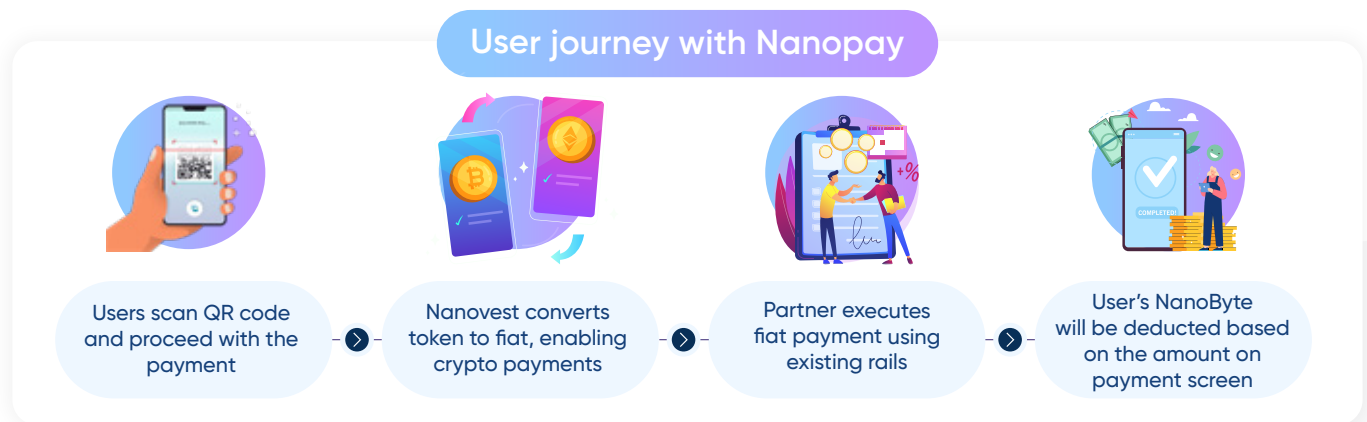 User journey with Nanopay
COMPLETED!
+%
Users scan QR code
and proceed with the
payment
Nanovest converts
token to fiat, enabling
crypto payments
Partner executes
fiat payment using
existing rails
User’s NanoByte
will be deducted based
on the amount on
payment screen